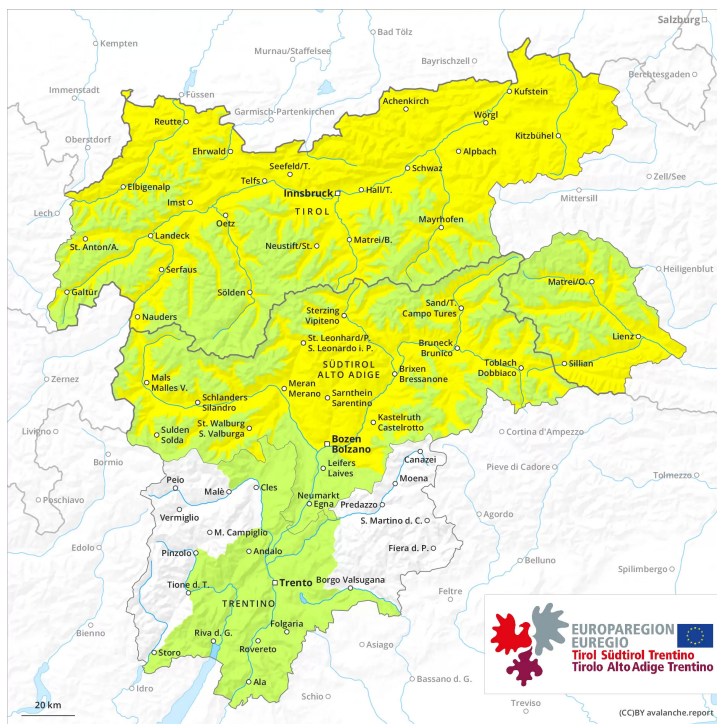 Salzburg
Kempten
Bad Tölz
Murnau/Staffelsee
Bayrischzell
Berchtesgaden
Immenstadt
Füssen
Garmisch-Partenkirchen
Achenkirch
Kufstein
Reutte
Wörgl
Oberstdorf
Ehrwald
Kitzbühel
Seefeld/T.
Alpbach
Telfs
Schwaz
Zell/See
Elbigenalp
Innsbruck
Hall/T.
Mittersill
Imst
TIROL
Lech
Oetz
Mayrhofen
St. Anton/A.
Landeck
Neustift/St.
Matrei/B.
Heiligenblut
Serfaus
Matrei/O.
Galtür
Sölden
Sand/T.
Campo Tures
Nauders
Sterzing
Vipiteno
Lienz
St. Leonhard/P.
S. Leonardo i. P.
Bruneck
Brunico
Toblach
Dobbiaco
Sillian
SÜDTIROL
ALTO ADIGE
Brixen
Bressanone
Zernez
Mals
Malles V.
Meran
Merano
Schlanders
Silandro
Sarnthein
Sarentino
Kastelruth
Castelrotto
St. Walburg
S. Valburga
Livigno
Sulden
Solda
Bozen
Bolzano
Cortina d'Ampezzo
Canazei
Bormio
Leifers
Laives
Pieve di Cadore
Tolmezzo
Peio
Cles
Moena
Malè
Neumarkt
Egna
Predazzo
Poschiavo
Vermiglio
S. Martino d. C.
Agordo
M. Campiglio
Edolo
Pinzolo
Andalo
Fiera d. P.
Belluno
Spilimbergo
Tione d. T.
Trento
Borgo Valsugana
Feltre
TRENTINO
Folgaria
Bienno
Riva d. G.
Rovereto
Asiago
Storo
Bassano d. G.
Idro
Ala
Schio
Treviso
EUROPAREGION
EUREGIO
Tirol Südtirol Trentino
Tirolo Alto Adige Trentino
20 km
(CC)BY avalanche.report